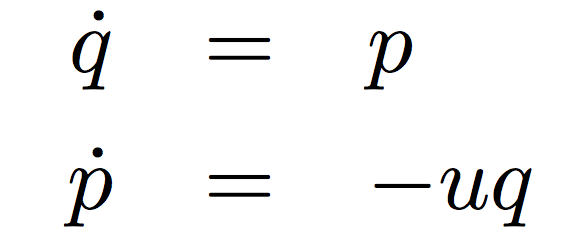 q̇ = p
ṗ = −uq